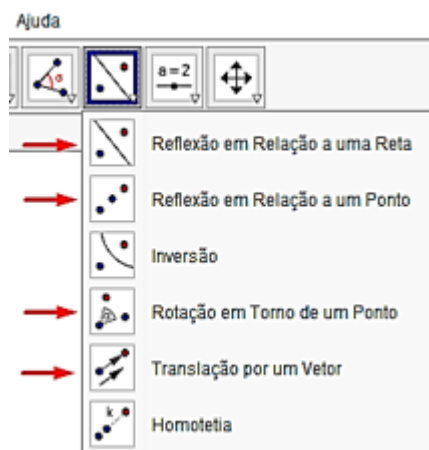 Ajuda
α
a=2
Reflexão em Relação a uma Reta
Reflexão em Relação a um Ponto
Inversão
Rotação em Torno de um Ponto
Translação por um Vetor
k
Homotetia